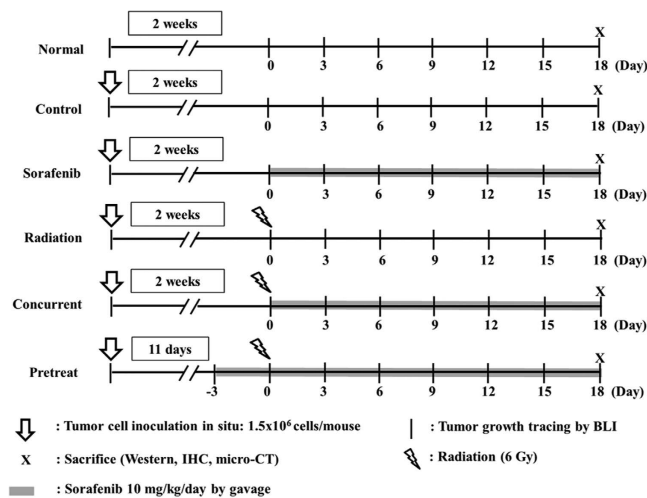 2 weeks
X
Normal
0 3 6 9 12 15 18 (Day)
2 weeks
X
Control
0 3 6 9 12 15 18 (Day)
2 weeks
X
Sorafenib
0 3 6 9 12 15 18 (Day)
2 weeks
X
Radiation
0 3 6 9 12 15 18 (Day)
2 weeks
X
Concurrent
0 3 6 9 12 15 18 (Day)
11 days
X
Pretreat
-3 0 3 6 9 12 15 18 (Day)
: Tumor cell inoculation in situ: 1.5x10⁶ cells/mouse
: Tumor growth tracing by BLI
X : Sacrifice (Western, IHC, micro-CT)
: Radiation (6 Gy)
: Sorafenib 10 mg/kg/day by gavage